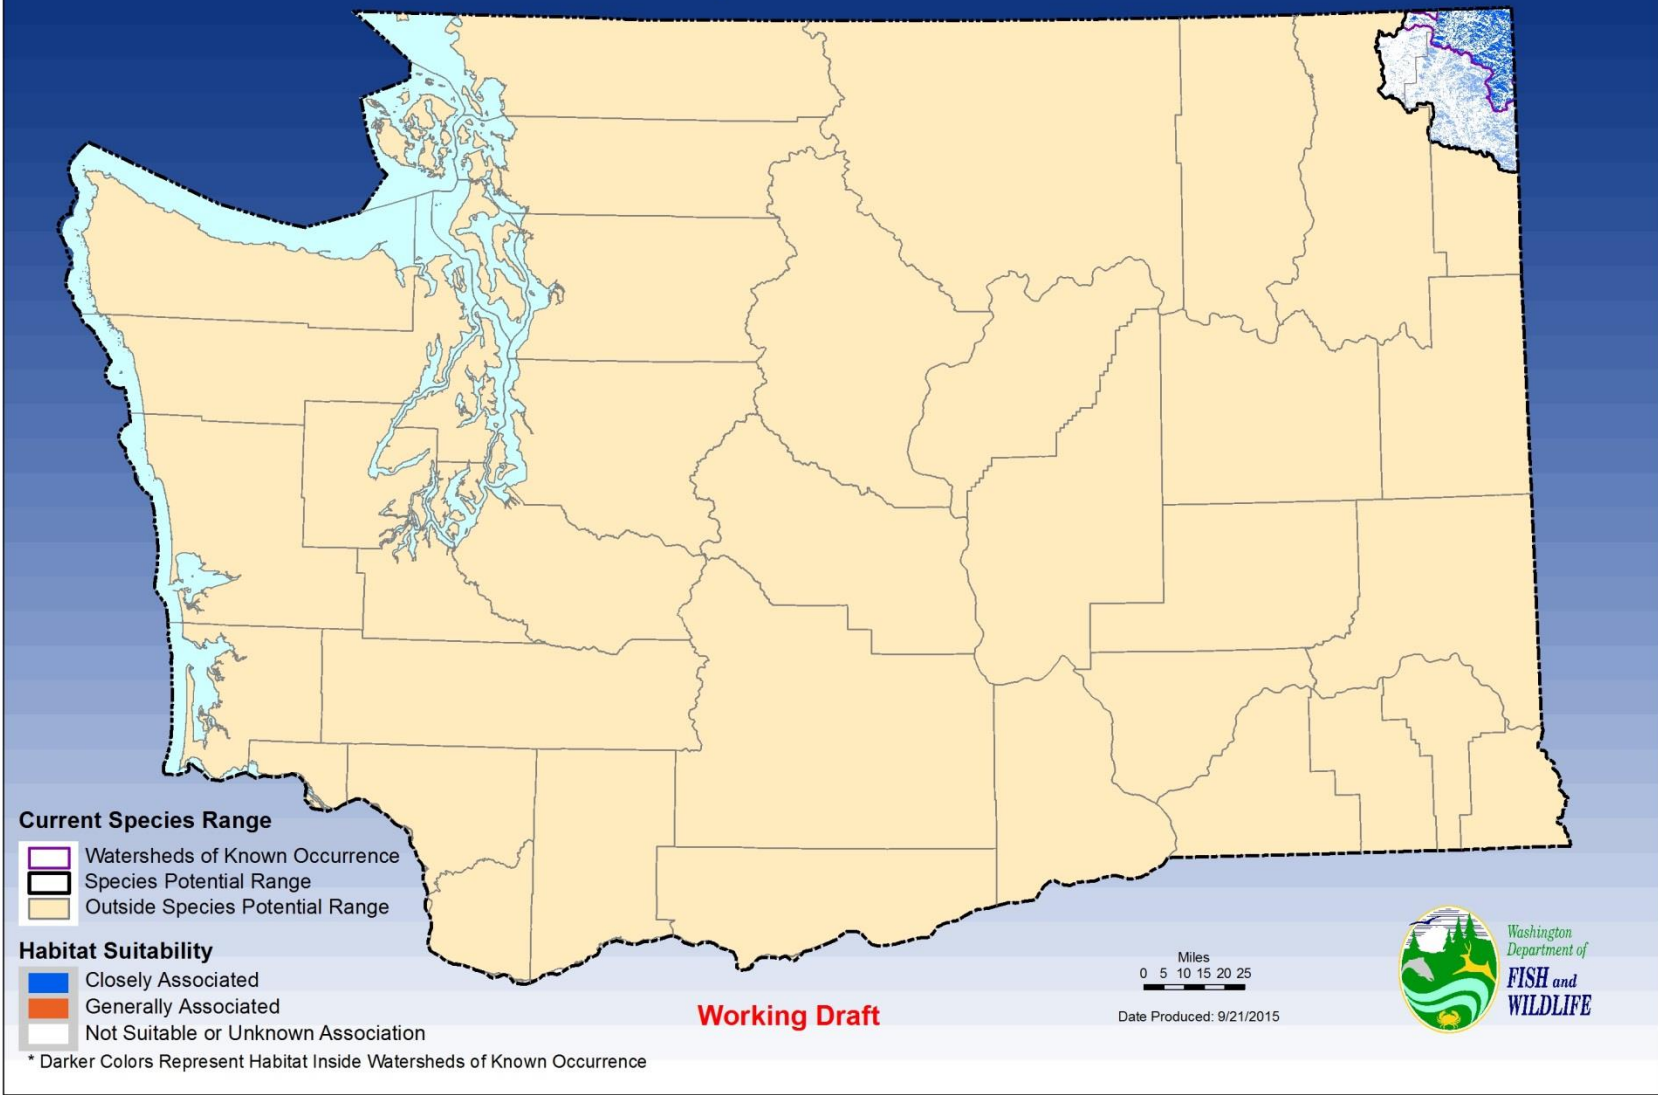 Current Species Range
Watersheds of Known Occurrence
Species Potential Range
Outside Species Potential Range
Habitat Suitability
Closely Associated
Generally Associated
Not Suitable or Unknown Association
* Darker Colors Represent Habitat Inside Watersheds of Known Occurrence
Working Draft
Miles
0 5 10 15 20 25
Date Produced: 9/21/2015
Washington
Department of
FISH and
WILDLIFE